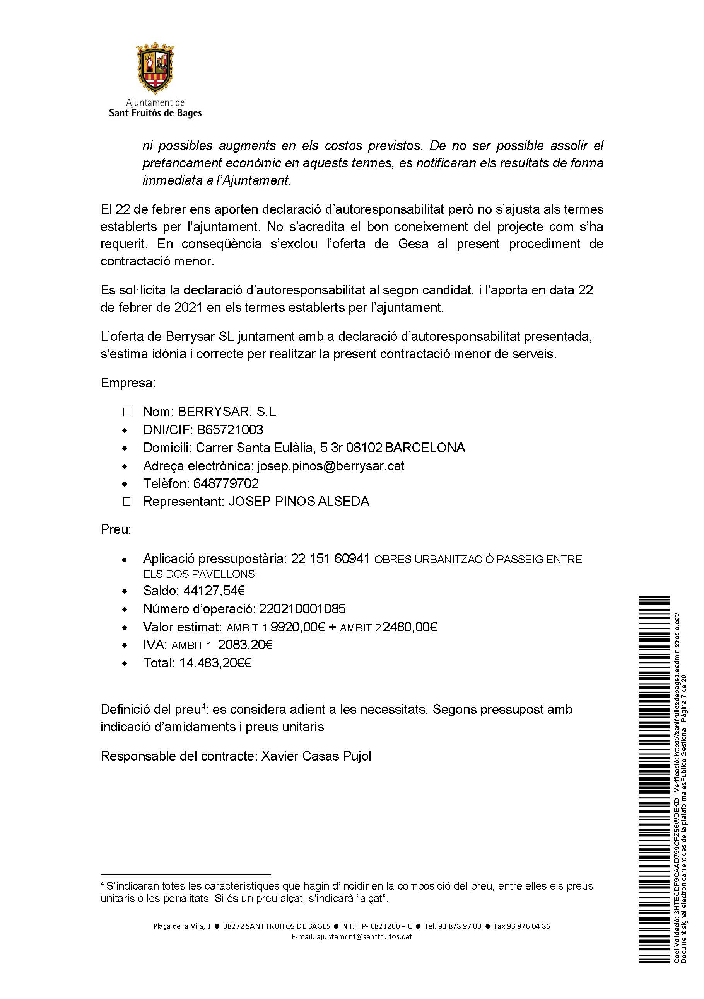 Ajuntament de
Sant Fruitós de Bages
ni possibles augments en els costos previstos. De no ser possible assolir el
pretancament econòmic en aquests termes, es notificaran els resultats de forma
immediata a l’Ajuntament.
El 22 de febrer ens aporten declaració d’autoresponsabilitat però no s’ajusta als termes
establerts per l’ajuntament. No s’acredita el bon coneixement del projecte com s’ha
requerit. En conseqüència s’exclou l’oferta de Gesa al present procediment de
contractació menor.
Es sol·licita la declaració d’autoresponsabilitat al segon candidat, i l’aporta en data 22
de febrer de 2021 en els termes establerts per l’ajuntament.
L’oferta de Berrysar SL juntament amb a declaració d’autoresponsabilitat presentada,
s’estima idònia i correcte per realitzar la present contractació menor de serveis.
Empresa:
Nom: BERRYSAR, S.L
• DNI/CIF: B65721003
• Domicili: Carrer Santa Eulàlia, 5 3r 08102 BARCELONA
• Adreça electrònica: josep.pinos@berrysar.cat
• Telèfon: 648779702
Representant: JOSEP PINOS ALSEDA
Preu:
• Aplicació pressupostària: 22 151 60941 OBRES URBANITZACIÓ PASSEIG ENTRE
ELS DOS PAVELLONS
• Saldo: 44127,54€
• Número d’operació: 220210001085
• Valor estimat: AMBIT 1 9920,00€ + AMBIT 2 2480,00€
• IVA: AMBIT 1 2083,20€
• Total: 14.483,20€€
Definició del preu4: es considera adient a les necessitats. Segons pressupost amb
indicació d’amidaments i preus unitaris
Responsable del contracte: Xavier Casas Pujol
4 S’indicaran totes les característiques que hagin d’incidir en la composició del preu, entre elles els preus
unitaris o les penalitats. Si és un preu alçat, s’indicarà “alçat”.
Plaça de la Vila, 1 ● 08272 SANT FRUITÓS DE BAGES ● N.I.F. P- 0821200 – C ● Tel. 93 878 97 00 ● Fax 93 876 04 86
E-mail: ajuntament@santfruitos.cat
Codi Validació: 3HTECDF9CAAD799CFZ56WDEKD | Verificació: https://santfruitosdebages.eadministracio.cat/
Document signat electrònicament des de la plataforma esPublico Gestiona | Pàgina 7 de 20